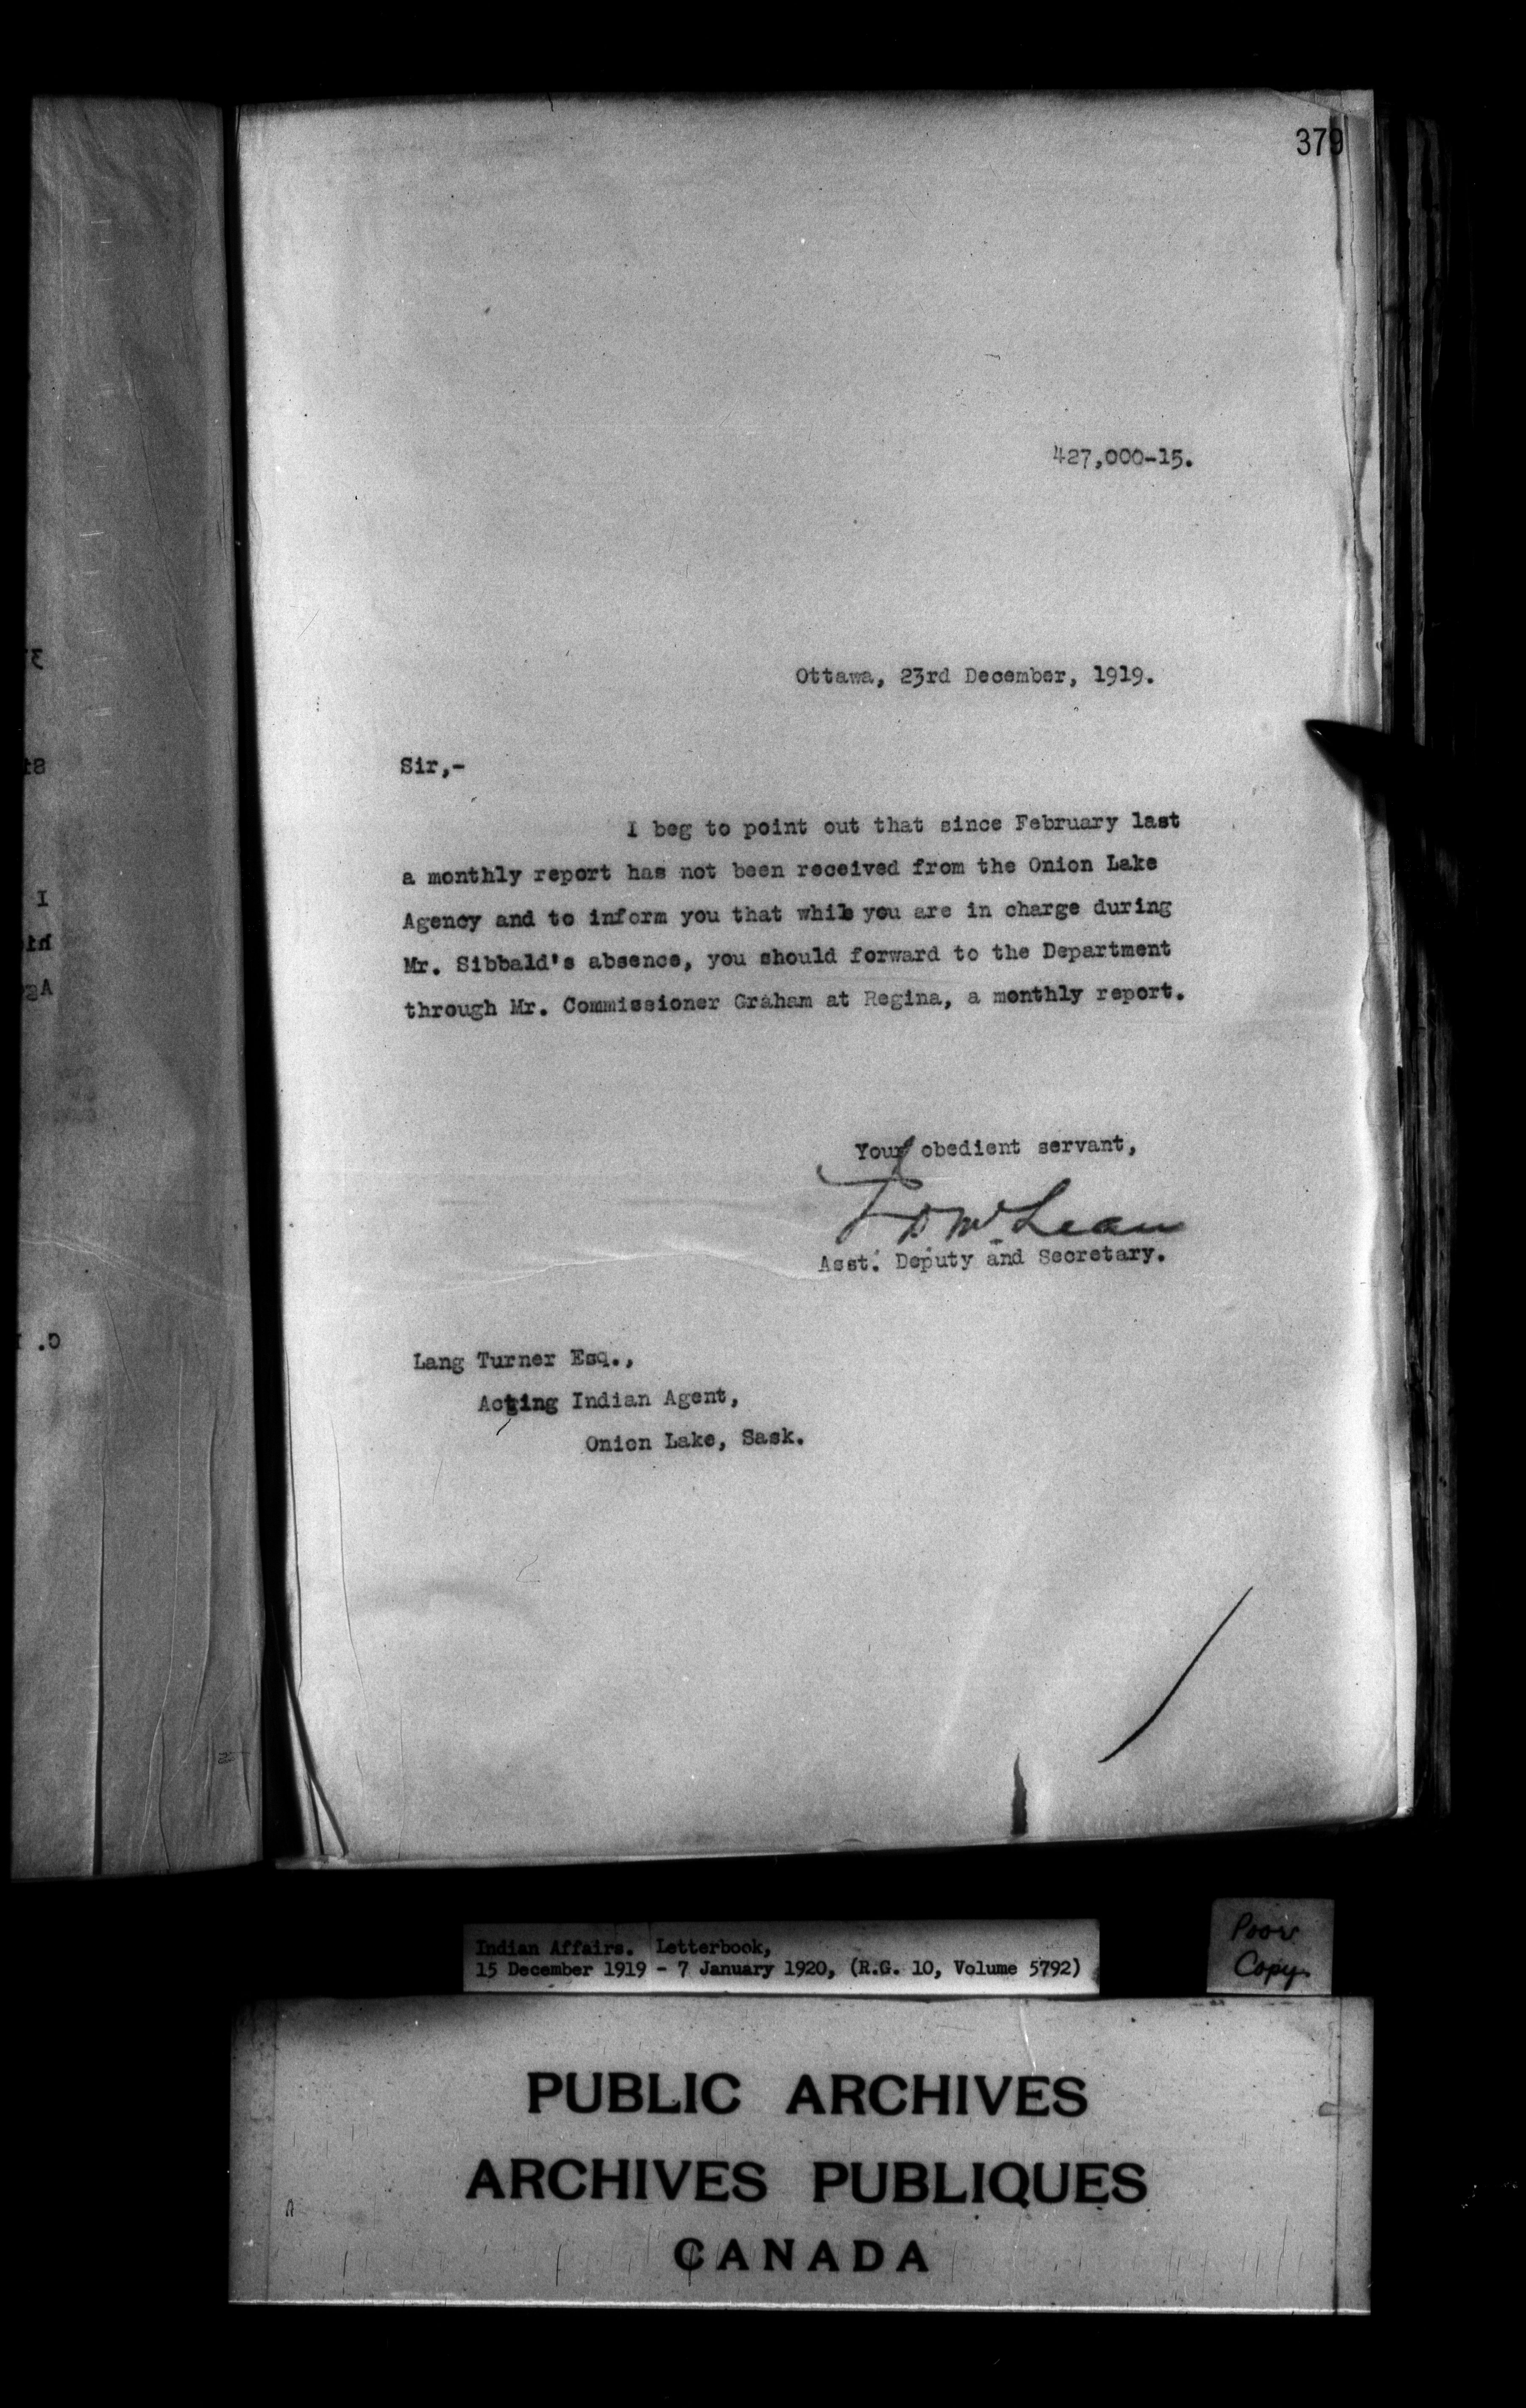 379
427,000-15.
Ottawa, 23rd December, 1919.
Sir,-
I beg to point out that since February last
a monthly report has not been received from the Onion Lake
Agency and to inform you that while you are in charge during
Mr. Sibbald's absence, you should forward to the Department
through Mr. Commissioner Graham at Regina, a monthly report.
Your obedient servant,
J D McLean
Asst. Deputy and Secretary.
Lang Turner Esq.,
Acting Indian Agent,
Onion Lake, Sask.
Indian Affairs. Letterbook,
15 December 1919 - 7 January 1920, (R.G. 10, Volume 5792)
Poor
Copy
PUBLIC ARCHIVES
ARCHIVES PUBLIQUES
CANADA